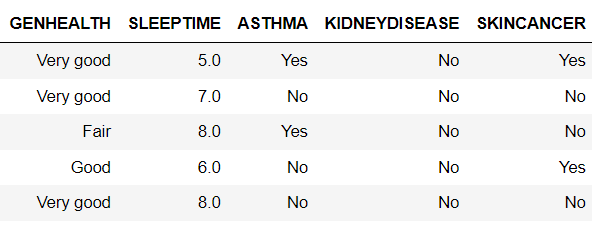 GENHEALTH SLEEPTIME ASTHMA KIDNEYDISEASE SKINCANCER
Very good 5.0 Yes No Yes
Very good 7.0 No No No
Fair 8.0 Yes No No
Good 6.0 No No Yes
Very good 8.0 No No No